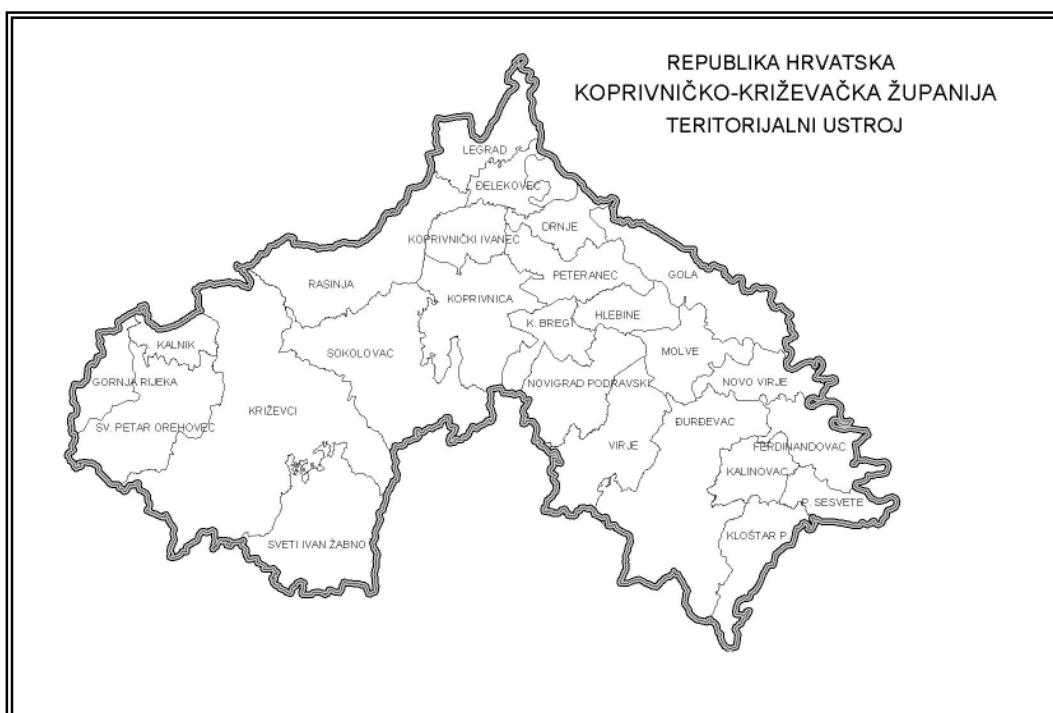 REPUBLIKA HRVATSKA
KOPRIVNIČKO-KRIŽEVAČKA ŽUPANIJA
TERITORIJALNI USTROJ
LEGRAD
ĐELEKOVEC
DRNJE
KOPRIVNIČKI IVANEC
PETERANEC
GOLA
RASINJA
KOPRIVNICA
HLEBINE
K. BREGI
KALNIK
SOKOLOVAC
MOLVE
GORNJA RIJEKA
NOVIGRAD PODRAVSKI
NOVO VIRJE
KRIŽEVCI
SV. PETAR OREHOVEC
ĐURĐEVAC
VIRJE
FERDINANDOVAC
KALINOVAC
P. SESVETE
KLOŠTAR P.
SVETI IVAN ŽABNO